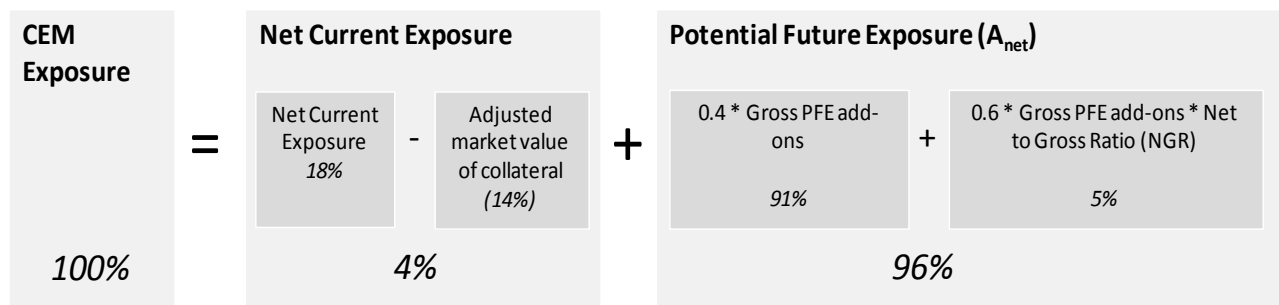 CEM
Exposure
=
100%
Net Current Exposure
Net Current
Exposure
18%
-
Adjusted
market value
of collateral
(14%)
4%
+
Potential Future Exposure (Anet)
0.4 * Gross PFE add-
ons
91%
+
0.6 * Gross PFE add-ons * Net
to Gross Ratio (NGR)
5%
96%